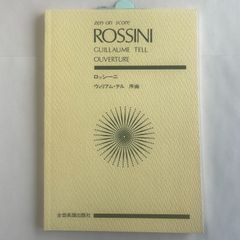 zen-on score
ROSSINI
GUILLAUME TELL
OUVERTURE
ロッシーニ
ウィリアム・テル 序曲
全音楽譜出版社